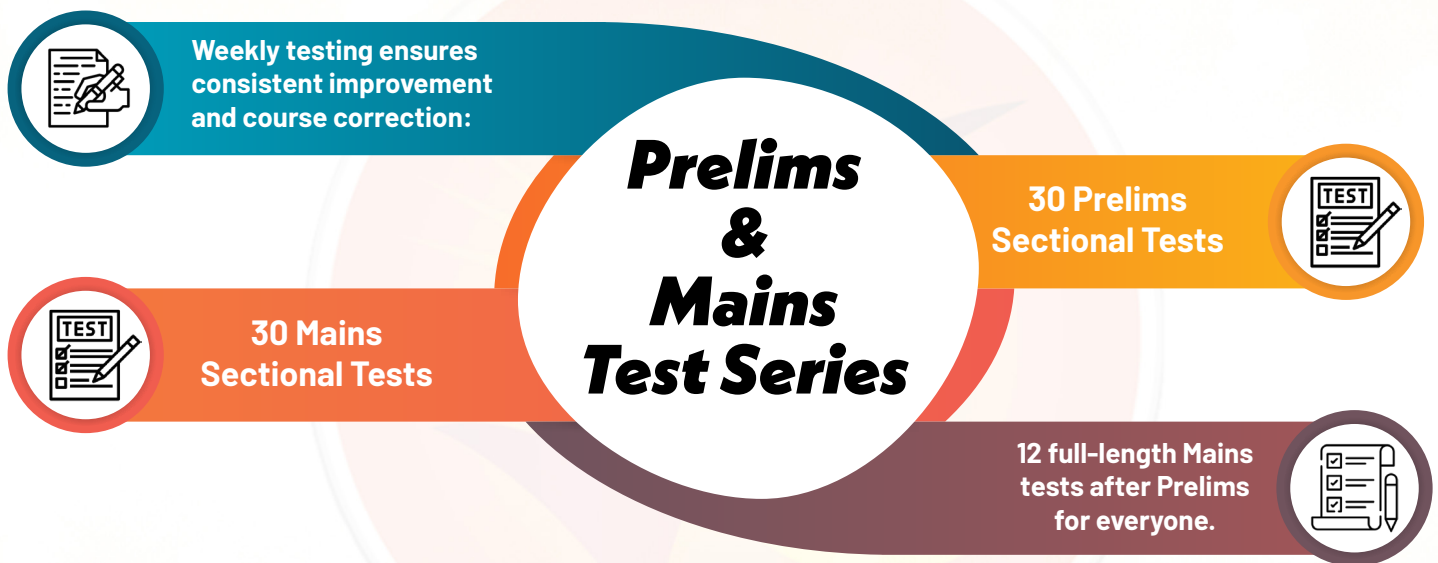 Weekly testing ensures
consistent improvement
and course correction:
Prelims
&
Mains
Test Series
TEST
30 Prelims
Sectional Tests
TEST
30 Mains
Sectional Tests
12 full-length Mains
tests after Prelims
for everyone.